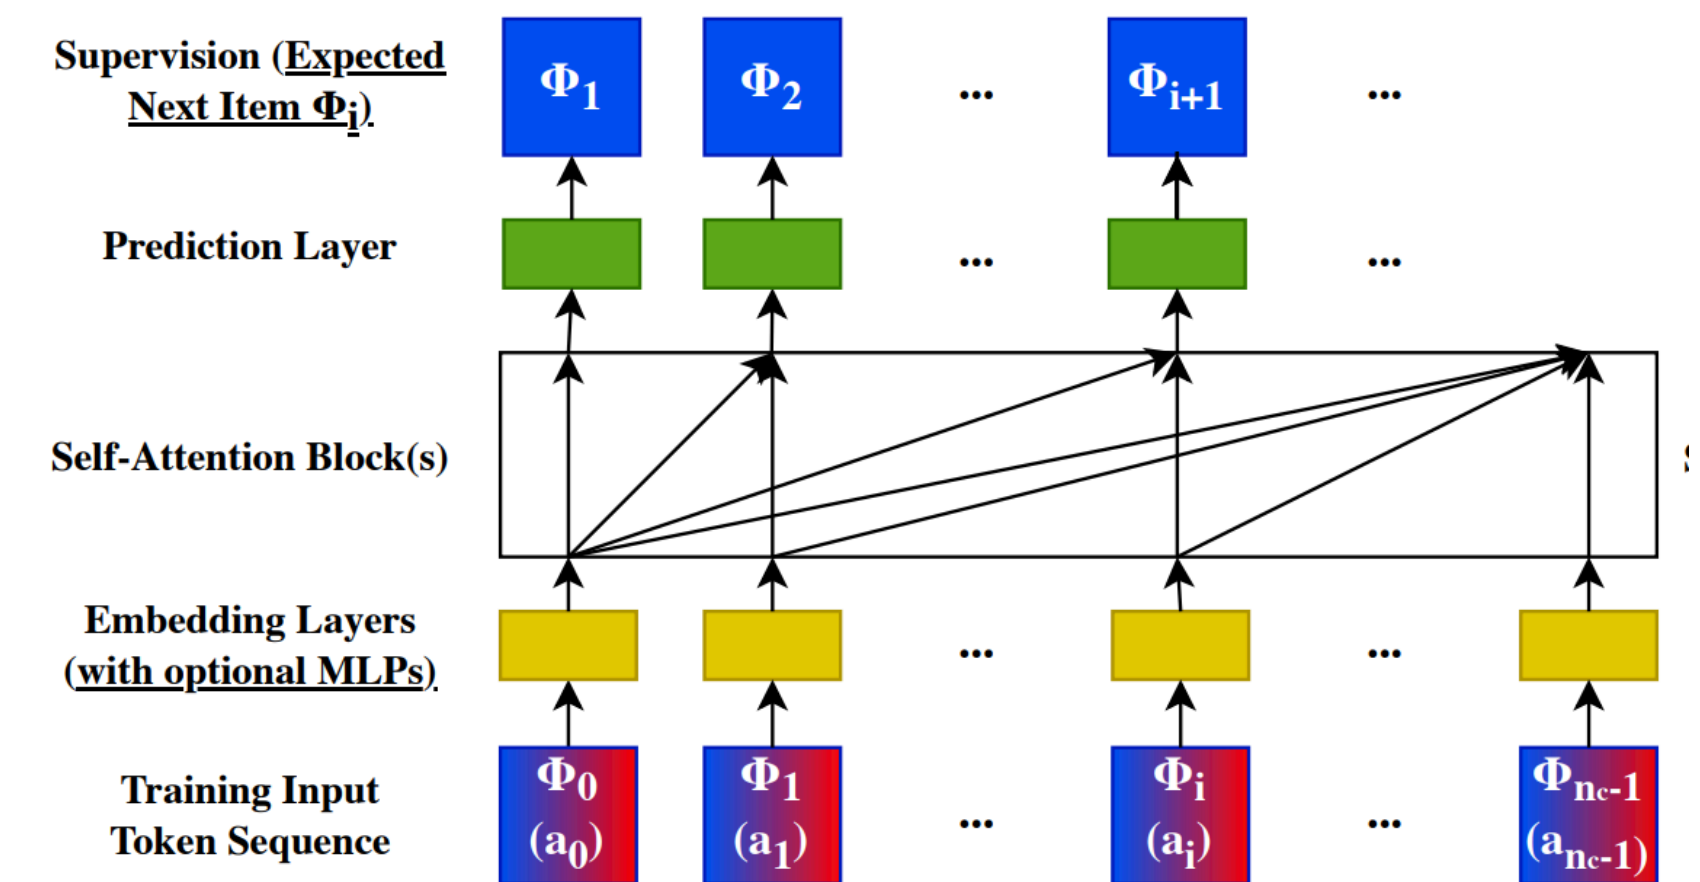 Supervision (Expected
Next Item Φi)
Φ1
Φ2
...
Φi+1
...
Prediction Layer
...
...
Self-Attention Block(s)
Embedding Layers
(with optional MLPs)
...
...
Training Input
Token Sequence
Φ0
(a0)
Φ1
(a1)
...
Φi
(ai)
...
Φnc-1
(anc-1)